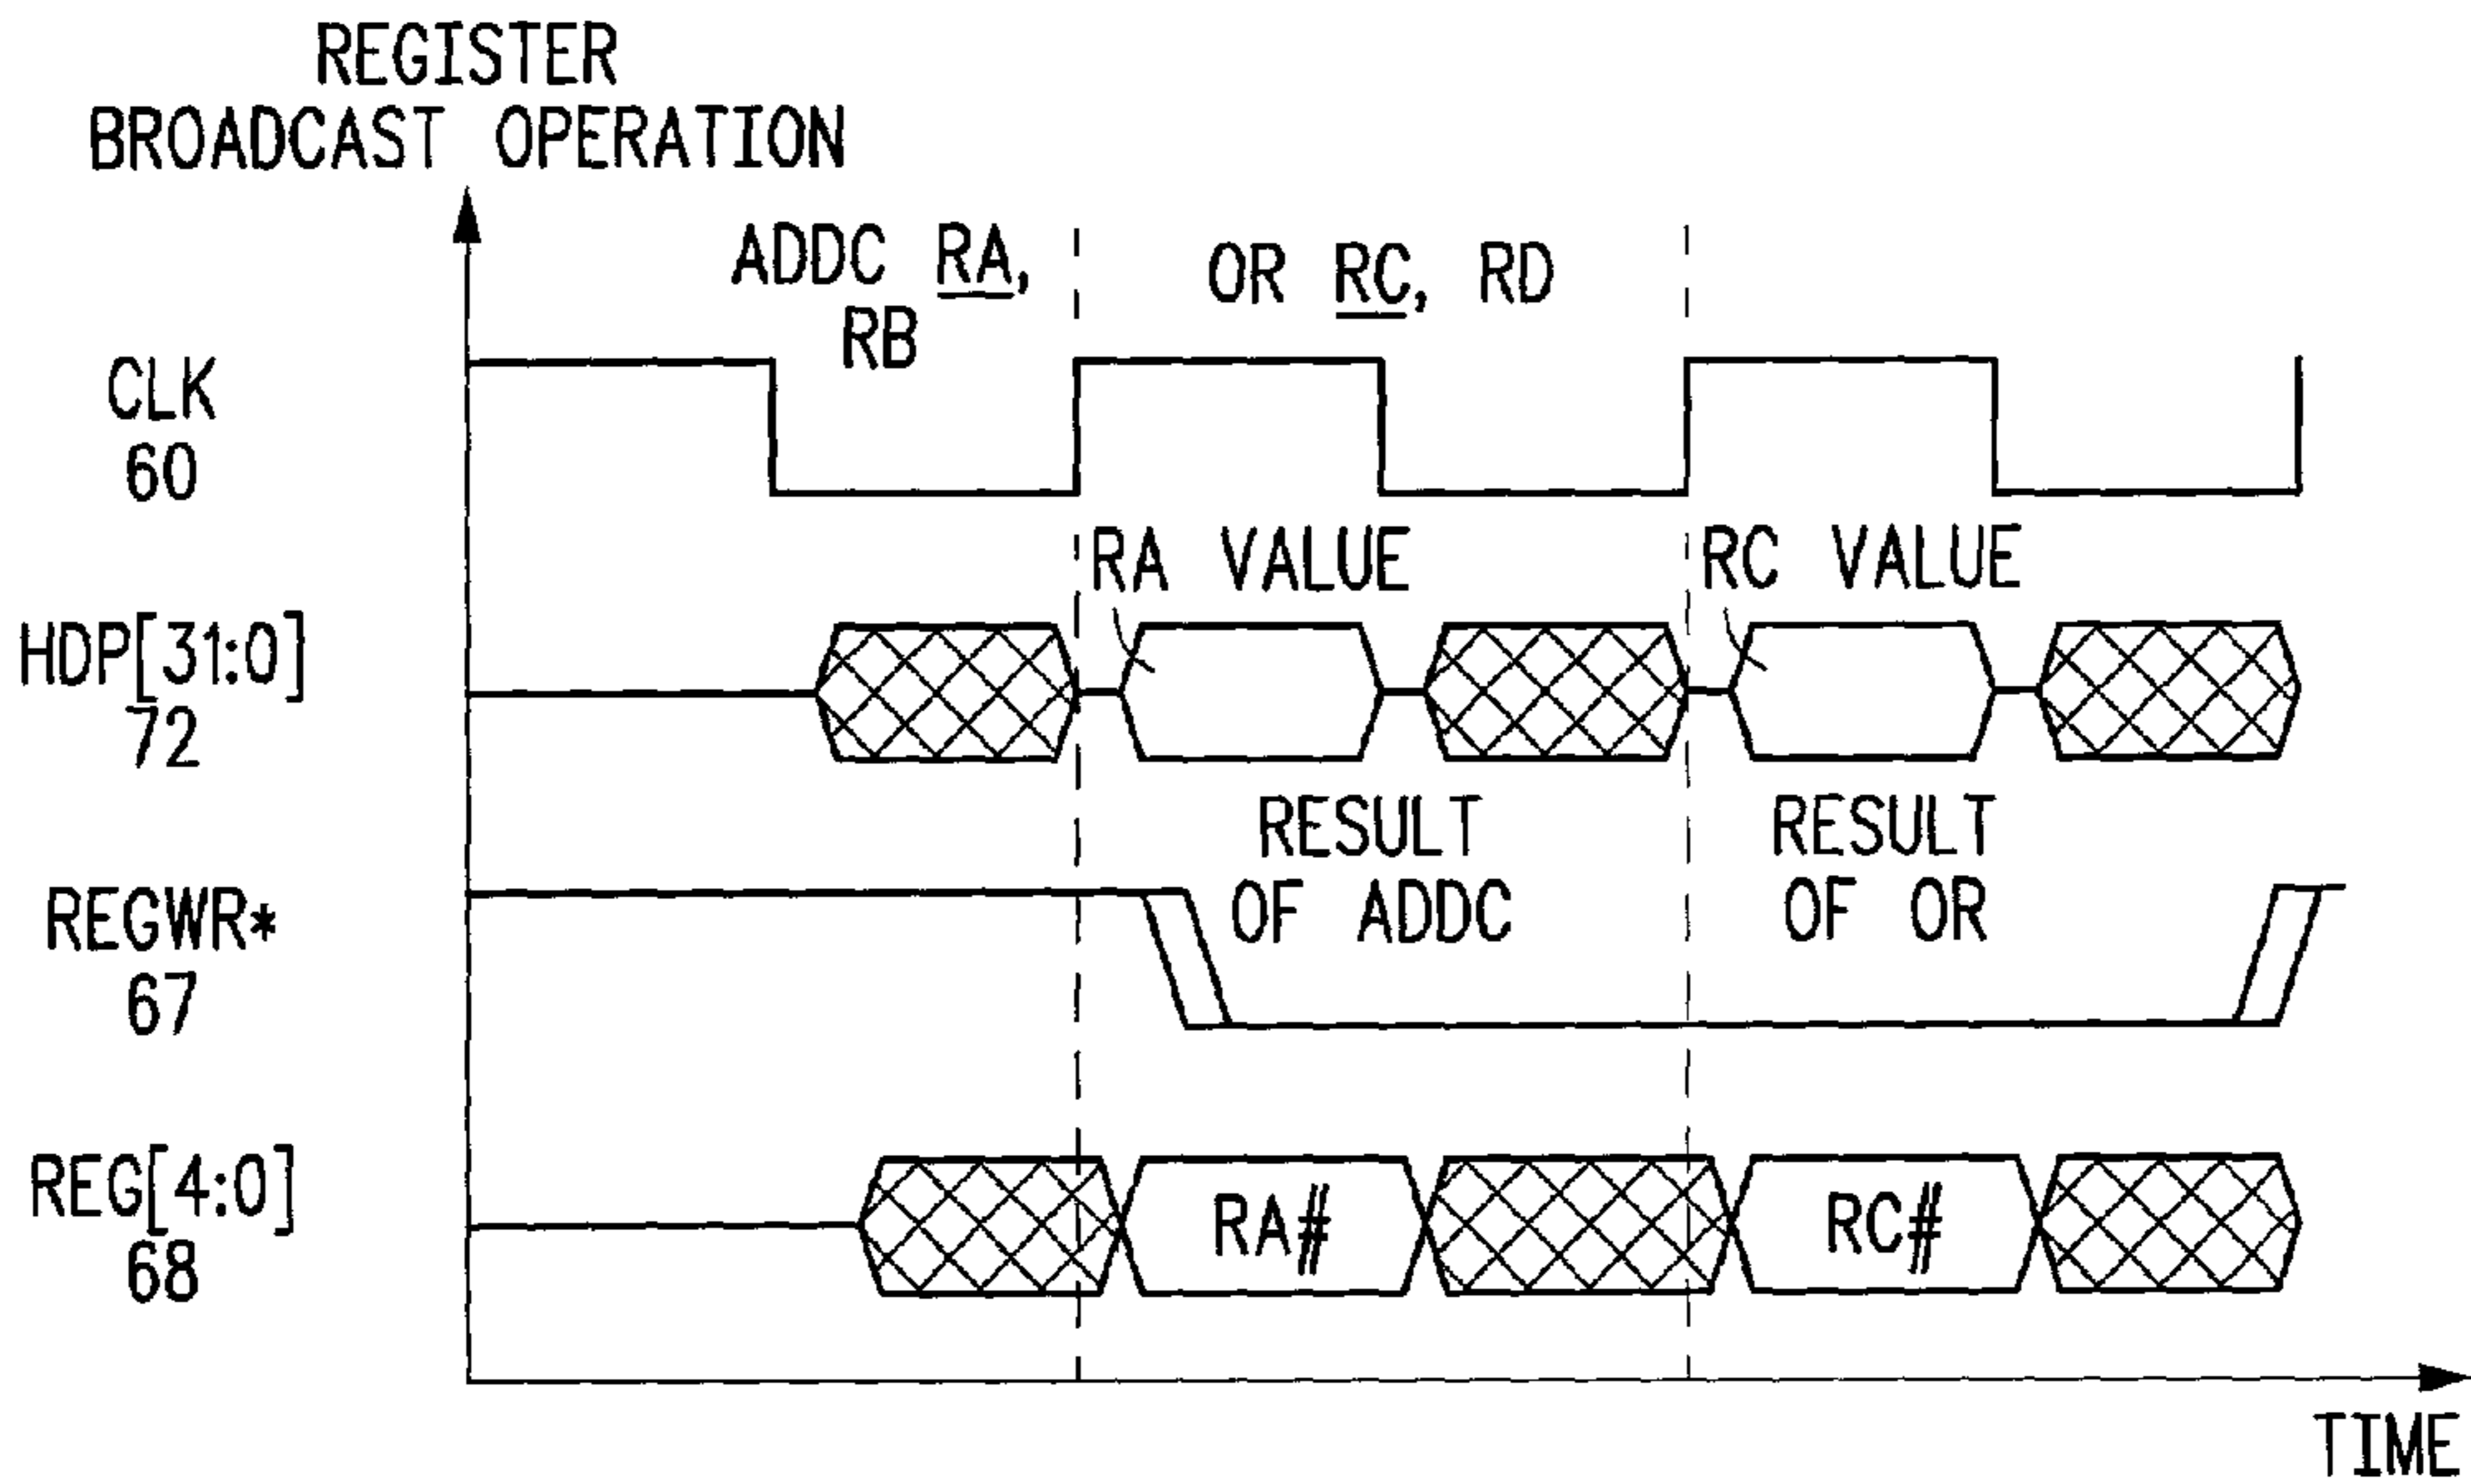 REGISTER
BROADCAST OPERATION
ADDC RA,
RB
OR RC, RD
CLK
60
RA VALUE
RC VALUE
HDP[31:0]
72
RESULT
OF ADDC
RESULT
OF OR
REGWR*
67
REG[4:0]
68
RA#
RC#
TIME